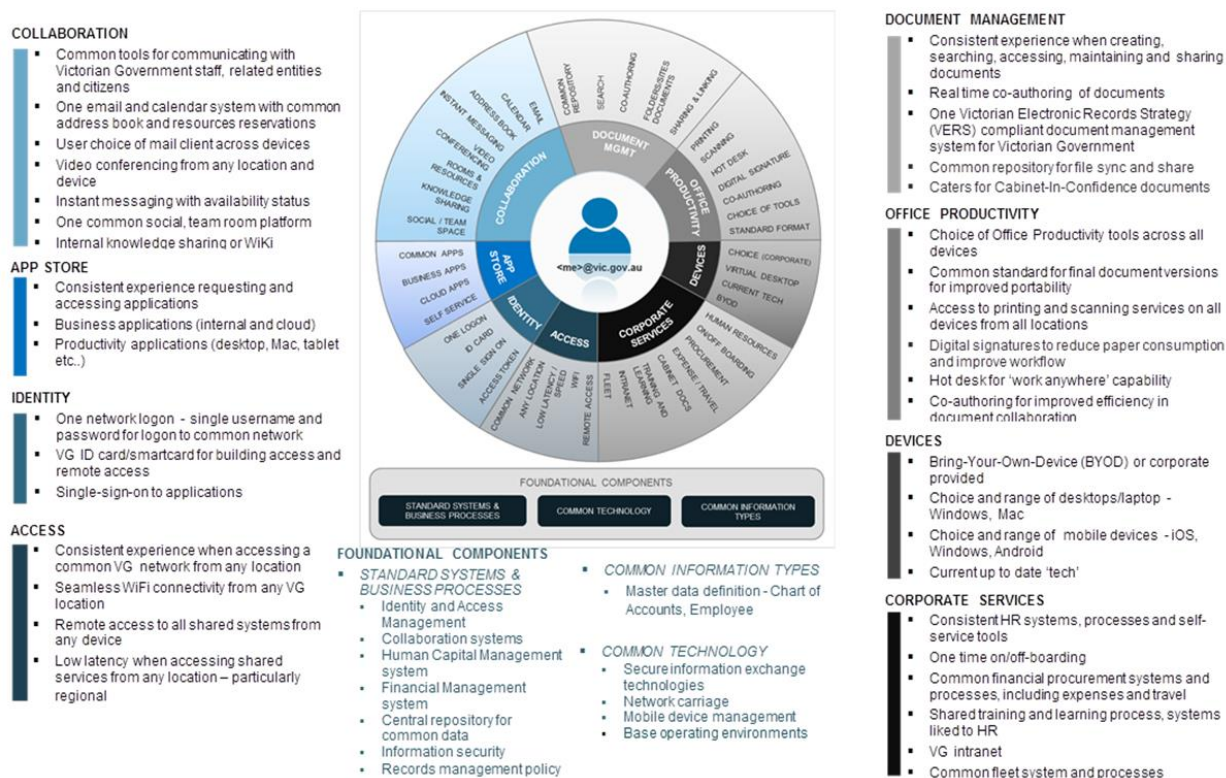 COLLABORATION
▪ Common tools for communicating with
Victorian Government staff, related entities
and citizens
▪ One email and calendar system with common
address book and resources reservations
▪ User choice of mail client across devices
▪ Video conferencing from any location and
device
▪ Instant messaging with availability status
▪ One common social, team room platform
▪ Internal knowledge sharing or WiKi
APP STORE
▪ Consistent experience requesting and
accessing applications
▪ Business applications (internal and cloud)
▪ Productivity applications (desktop, Mac, tablet
etc..)
IDENTITY
▪ One network logon - single username and
password for logon to common network
▪ VG ID card/smartcard for building access and
remote access
▪ Single-sign-on to applications
ACCESS
▪ Consistent experience when accessing a
common VG network from any location
▪ Seamless WiFi connectivity from any VG
location
▪ Remote access to all shared systems from
any device
▪ Low latency when accessing shared
services from any location – particularly
regional
<me>@vic.gov.au
COLLABORATION
EMAIL
CALENDAR
ADDRESS BOOK
INSTANT MESSAGING
VIDEO
CONFERENCING
ROOMS &
RESOURCES
KNOWLEDGE
SHARING
SOCIAL / TEAM
SPACE
DOCUMENT
MGMT
COMMON
REPOSITORY
SEARCH
CO-AUTHORING
FOLDERS/SITES
DOCUMENTS
SHARING & LINKING
OFFICE
PRODUCTIVITY
PRINTING
SCANNING
HOT DESK
DIGITAL SIGNATURE
CO-AUTHORING
CHOICE OF TOOLS
STANDARD FORMAT
DEVICES
CHOICE (CORPORATE)
VIRTUAL DESKTOP
CURRENT TECH
BYOD
CORPORATE
SERVICES
HUMAN RESOURCES
ON/OFF BOARDING
PROCUREMENT
EXPENSE / TRAVEL
CABINET DOCS
TRAINING AND
LEARNING
INTRANET
FLEET
ACCESS
REMOTE ACCESS
WIFI
LOW LATENCY /
SPEED
ANY LOCATION
COMMON NETWORK
IDENTITY
ACCESS TOKEN
SINGLE SIGN ON
ID CARD
ONE LOGON
APP
STORE
SELF SERVICE
CLOUD APPS
BUSINESS APPS
COMMON APPS
FOUNDATIONAL COMPONENTS
STANDARD SYSTEMS &
BUSINESS PROCESSES
COMMON TECHNOLOGY
COMMON INFORMATION
TYPES
FOUNDATIONAL COMPONENTS
▪ STANDARD SYSTEMS &
BUSINESS PROCESSES
▪ Identity and Access
Management
▪ Collaboration systems
▪ Human Capital Management
system
▪ Financial Management
system
▪ Central repository for
common data
▪ Information security
▪ Records management policy
▪ COMMON INFORMATION TYPES
▪ Master data definition - Chart of
Accounts, Employee
▪ COMMON TECHNOLOGY
▪ Secure information exchange
technologies
▪ Network carriage
▪ Mobile device management
▪ Base operating environments
DOCUMENT MANAGEMENT
▪ Consistent experience when creating,
searching, accessing, maintaining and sharing
documents
▪ Real time co-authoring of documents
▪ One Victorian Electronic Records Strategy
(VERS) compliant document management
system for Victorian Government
▪ Common repository for file sync and share
▪ Caters for Cabinet-In-Confidence documents
OFFICE PRODUCTIVITY
▪ Choice of Office Productivity tools across all
devices
▪ Common standard for final document versions
for improved portability
▪ Access to printing and scanning services on all
devices from all locations
▪ Digital signatures to reduce paper consumption
and improve workflow
▪ Hot desk for 'work anywhere' capability
▪ Co-authoring for improved efficiency in
document collaboration
DEVICES
▪ Bring-Your-Own-Device (BYOD) or corporate
provided
▪ Choice and range of desktops/laptop -
Windows, Mac
▪ Choice and range of mobile devices - iOS,
Windows, Android
▪ Current up to date 'tech'
CORPORATE SERVICES
▪ Consistent HR systems, processes and self-
service tools
▪ One time on/off-boarding
▪ Common financial procurement systems and
processes, including expenses and travel
▪ Shared training and learning process, systems
liked to HR
▪ VG intranet
▪ Common fleet system and processes